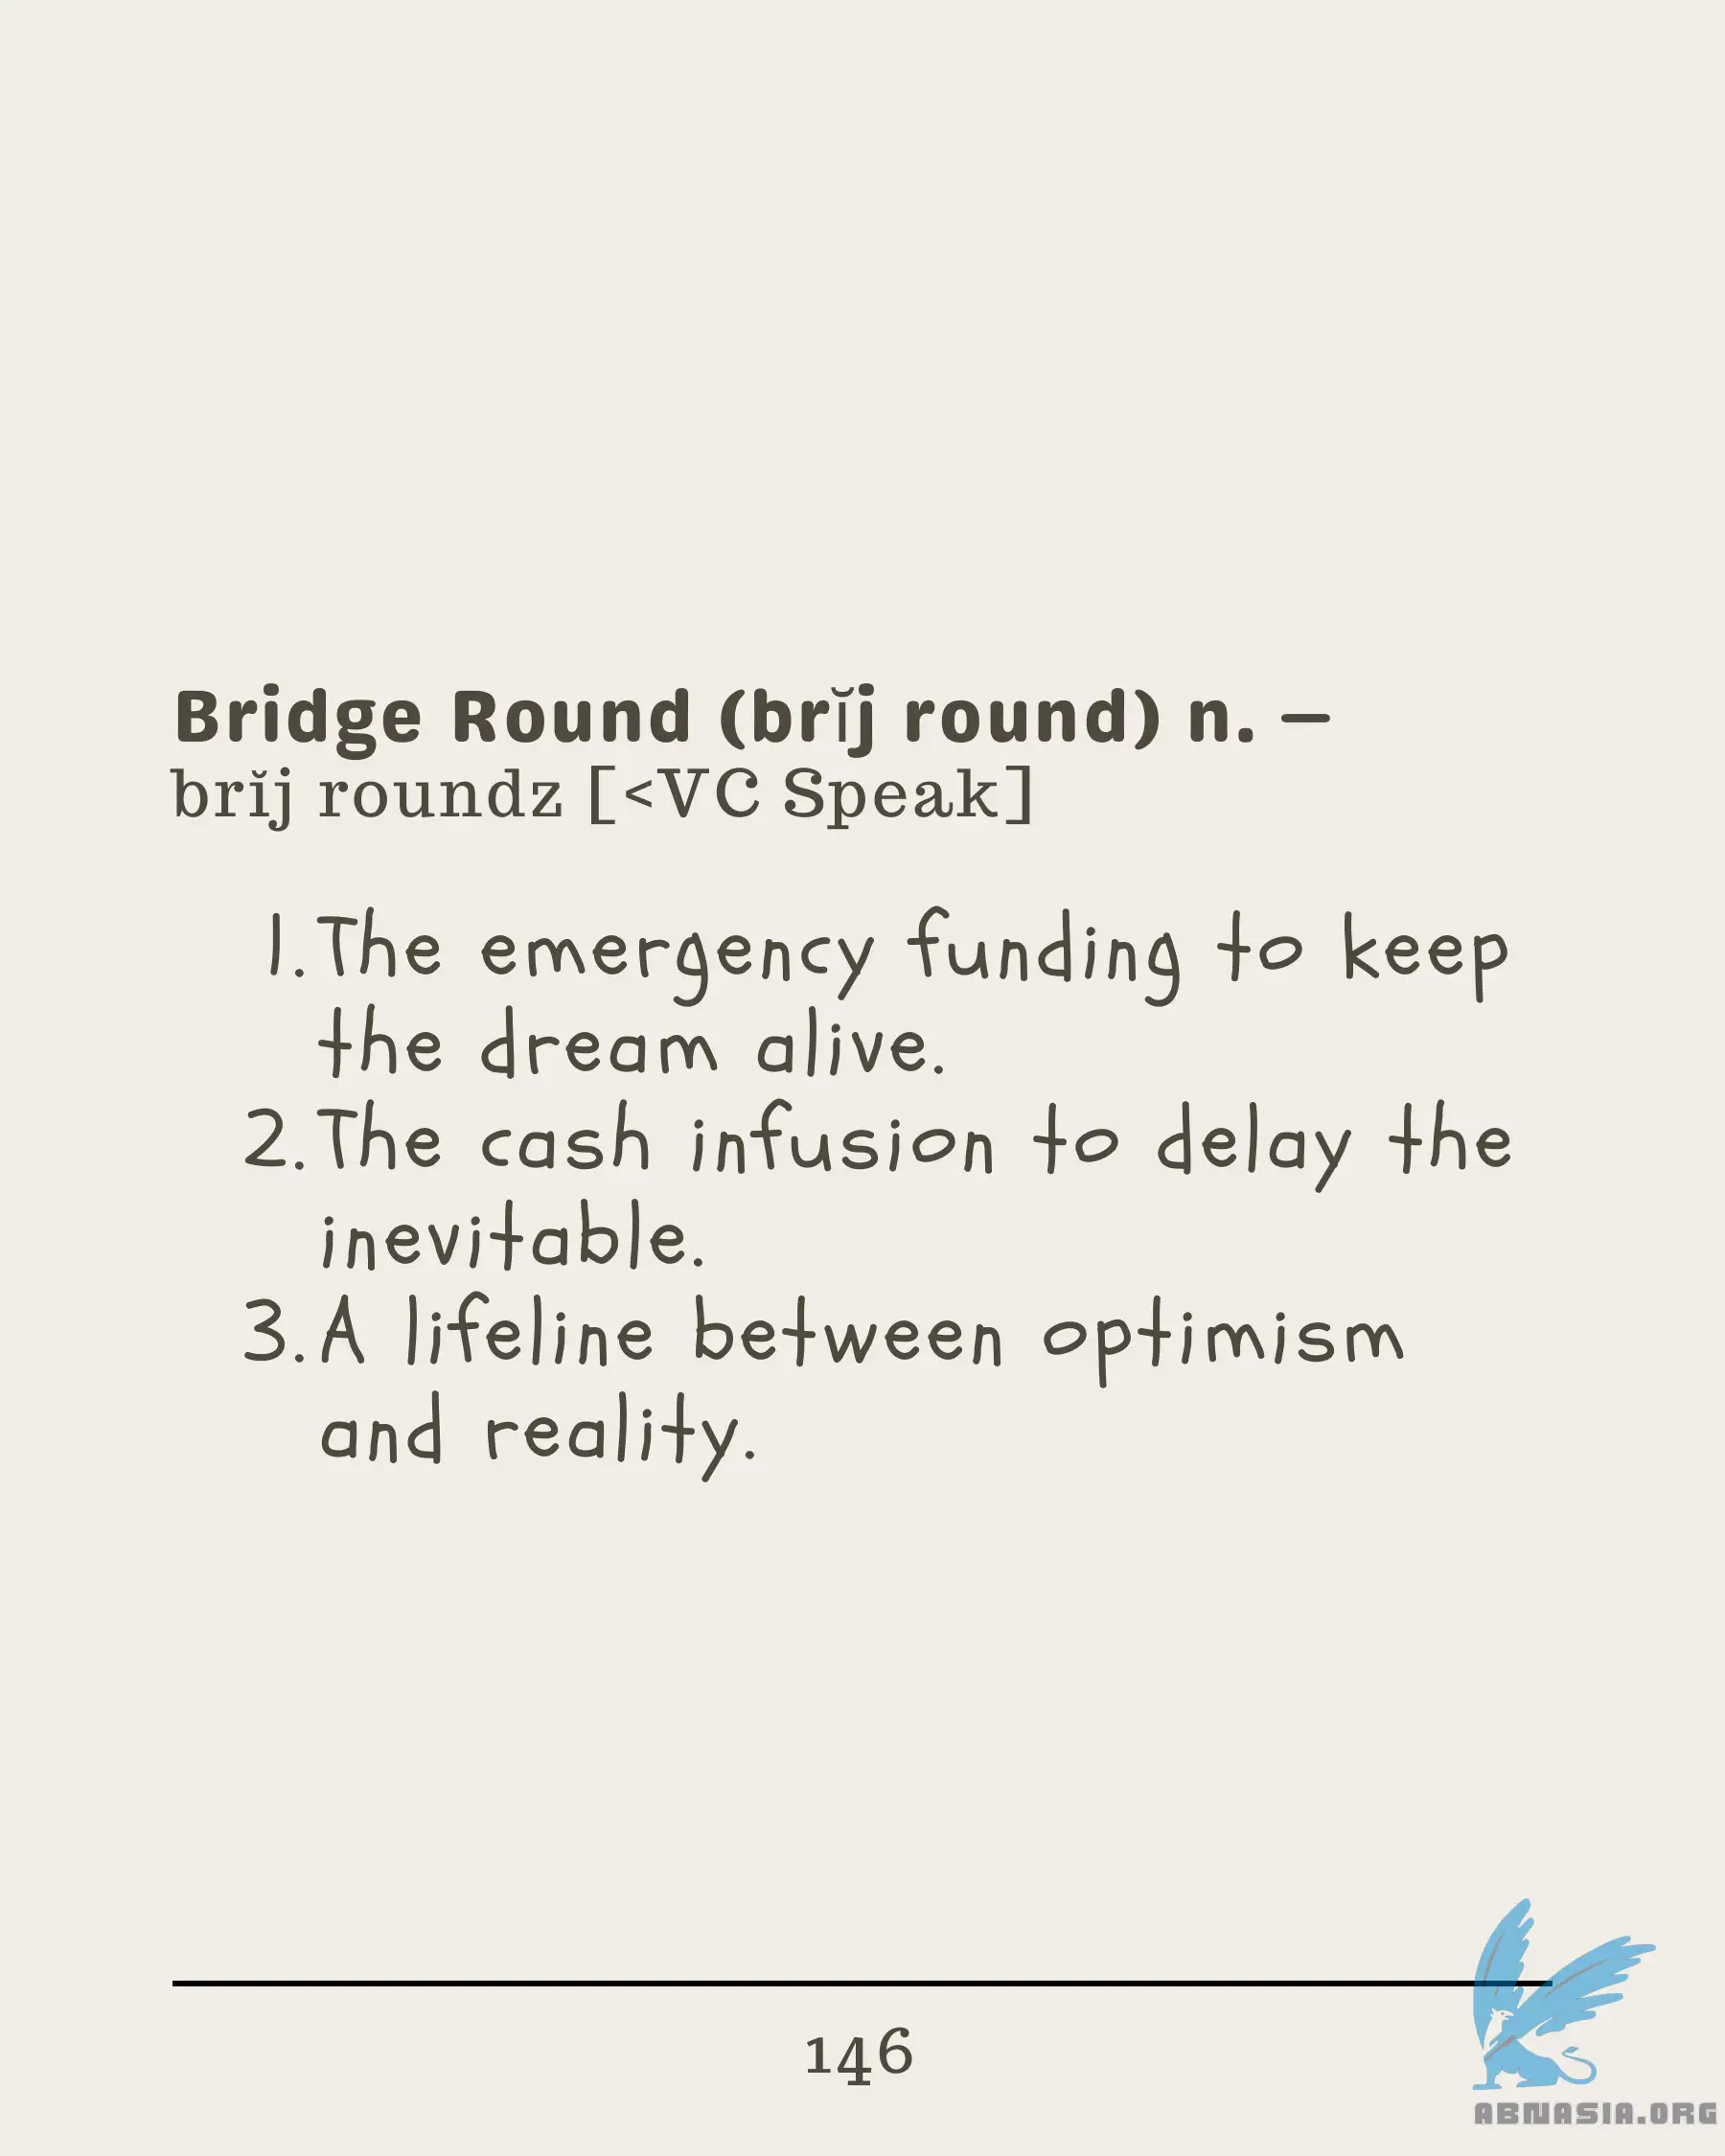 Bridge Round (brĭj round) n. —
brĭj roundz [<VC Speak]
1. The emergency funding to keep
the dream alive.
2. The cash infusion to delay the
inevitable.
3. A lifeline between optimism
and reality.
146
ABNASIA.ORG